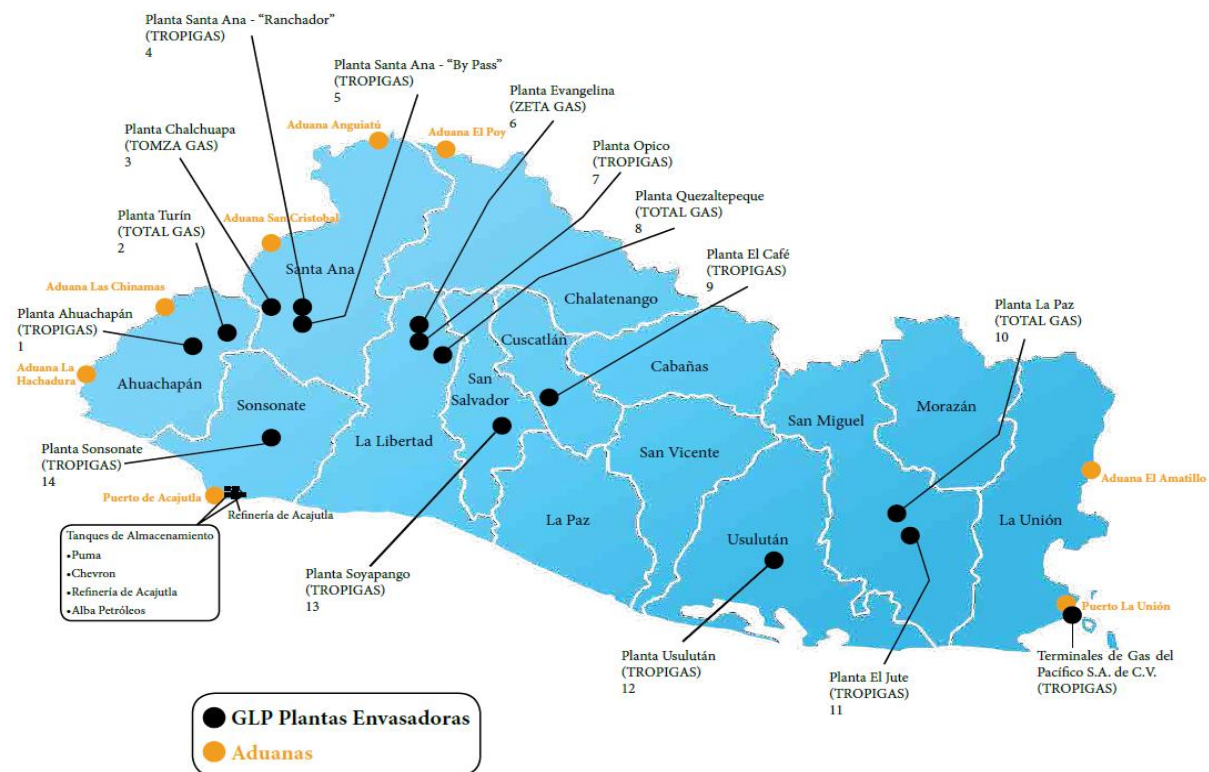 Planta Santa Ana - “Ranchador”
(TROPIGAS)
4
Planta Santa Ana - “By Pass”
(TROPIGAS)
5
Planta Evangelina
(ZETA GAS)
6
Planta Chalchuapa
(TOMZA GAS)
3
Aduana Anguiatú
Aduana El Poy
Planta Opico
(TROPIGAS)
7
Planta Quezaltepeque
(TOTAL GAS)
8
Planta Turín
(TOTAL GAS)
2
Aduana San Cristobal
Planta El Café
(TROPIGAS)
9
Santa Ana
Aduana Las Chinamas
Chalatenango
Planta La Paz
(TOTAL GAS)
10
Planta Ahuachapán
(TROPIGAS)
1
Cuscatlán
Cabañas
Aduana La
Hachadura
Ahuachapán
San
Salvador
Sonsonate
Morazán
San Miguel
La Libertad
San Vicente
Planta Sonsonate
(TROPIGAS)
14
Aduana El Amatillo
Puerto de Acajutla
Refinería de Acajutla
La Paz
La Unión
Usulután
Tanques de Almacenamiento
•Puma
•Chevron
•Refinería de Acajutla
•Alba Petróleos
Planta Soyapango
(TROPIGAS)
13
Puerto La Unión
Planta Usulután
(TROPIGAS)
12
Planta El Jute
(TROPIGAS)
11
Terminales de Gas del
Pacífico S.A. de C.V.
(TROPIGAS)
GLP Plantas Envasadoras
Aduanas